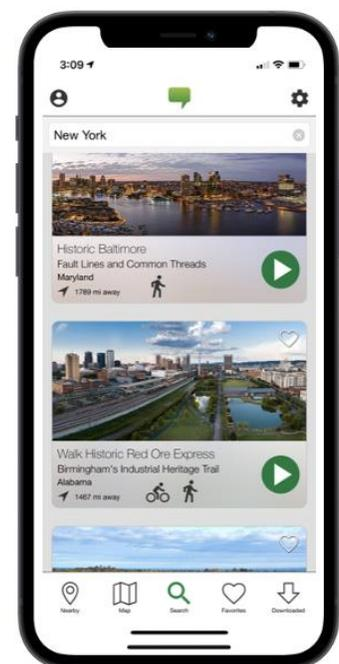 3:09
New York
Historic Baltimore
Fault Lines and Common Threads
Maryland
1789 mi away
Walk Historic Red Ore Express
Birmingham's Industrial Heritage Trail
Alabama
1467 mi away
Nearby
Map
Search
Favorites
Downloaded